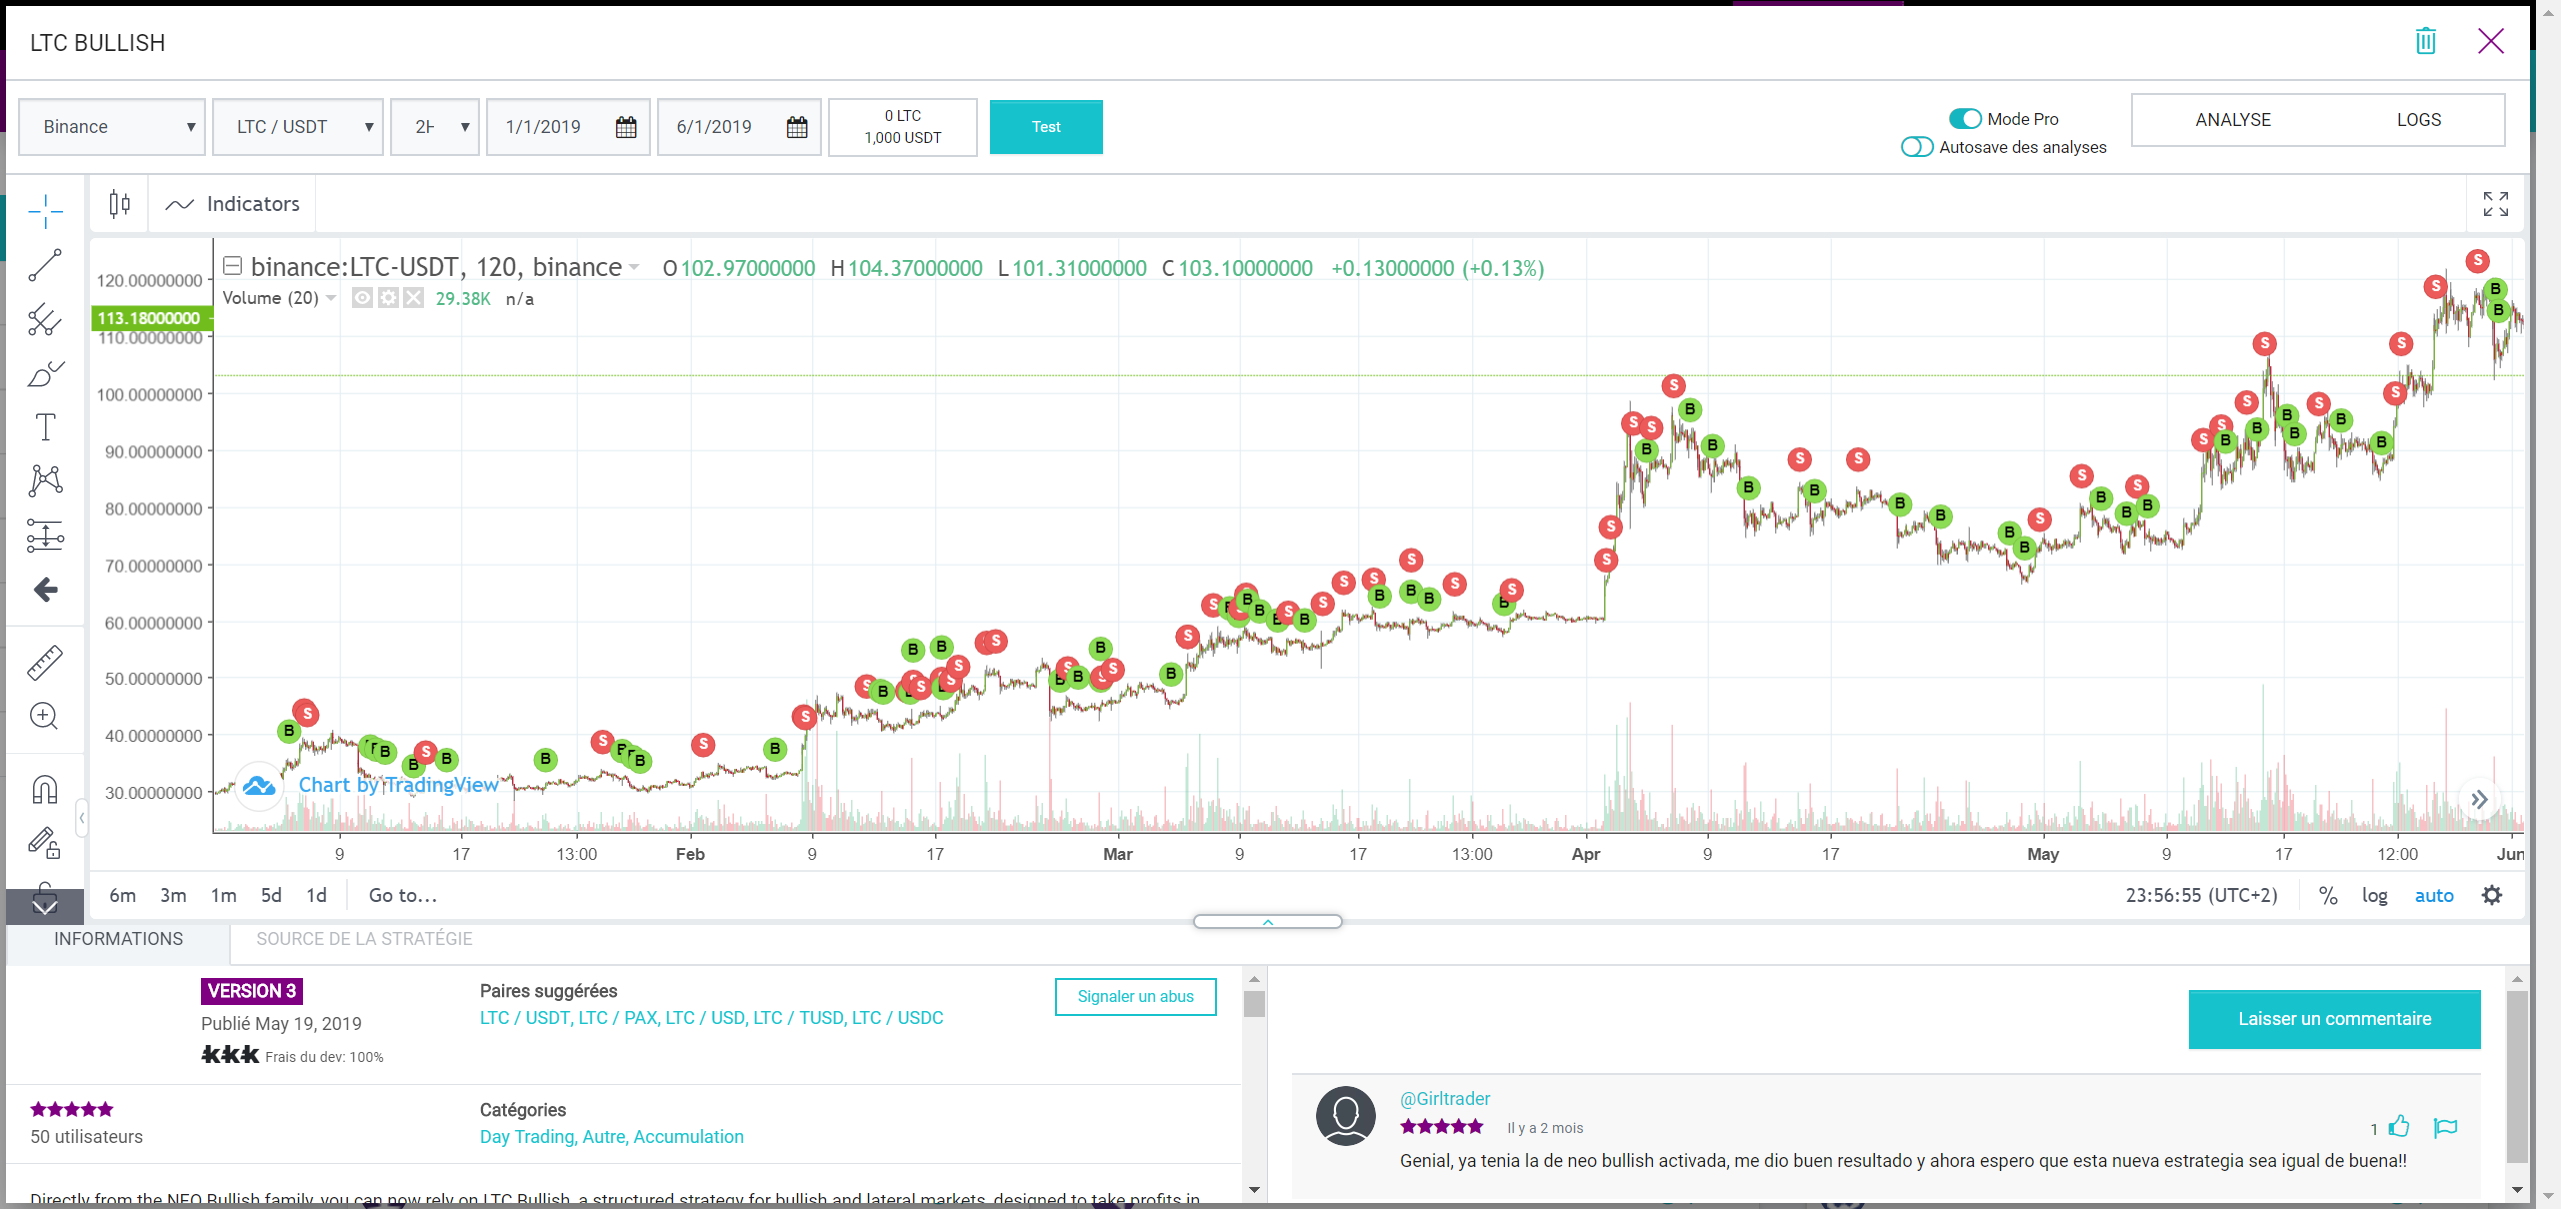 LTC BULLISH
Binance
LTC / USDT
2H
1/1/2019
6/1/2019
0 LTC
1,000 USDT
Test
Mode Pro
Autosave des analyses
ANALYSE
LOGS
Indicators
binance:LTC-USDT, 120, binance O 102.97000000 H 104.37000000 L 101.31000000 C 103.10000000 +0.13000000 (+0.13%)
Volume (20) 29.38K n/a
120.00000000
113.18000000
110.00000000
100.00000000
90.00000000
80.00000000
70.00000000
60.00000000
50.00000000
40.00000000
30.00000000
Chart by TradingView
9 17 13:00 Feb 9 17 Mar 9 17 13:00 Apr 9 17 May 9 17 12:00 Jun
6m 3m 1m 5d 1d Go to...
23:56:55 (UTC+2) % log auto
INFORMATIONS
SOURCE DE LA STRATÉGIE
VERSION 3
Publié May 19, 2019
Frais du dev: 100%
Paires suggérées
LTC / USDT, LTC / PAX, LTC / USD, LTC / TUSD, LTC / USDC
Signaler un abus
50 utilisateurs
Catégories
Day Trading, Autre, Accumulation
Directly from the NEO Bullish family, you can now rely on LTC Bullish, a structured strategy for bullish and lateral markets, designed to take profits in
Laisser un commentaire
@Girltrader
Il y a 2 mois
1
Genial, ya tenia la de neo bullish activada, me dio buen resultado y ahora espero que esta nueva estrategia sea igual de buena!!